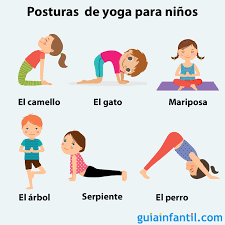 Posturas de yoga para niños
El camello El gato Mariposa
El árbol Serpiente El perro
guiainfantil.com